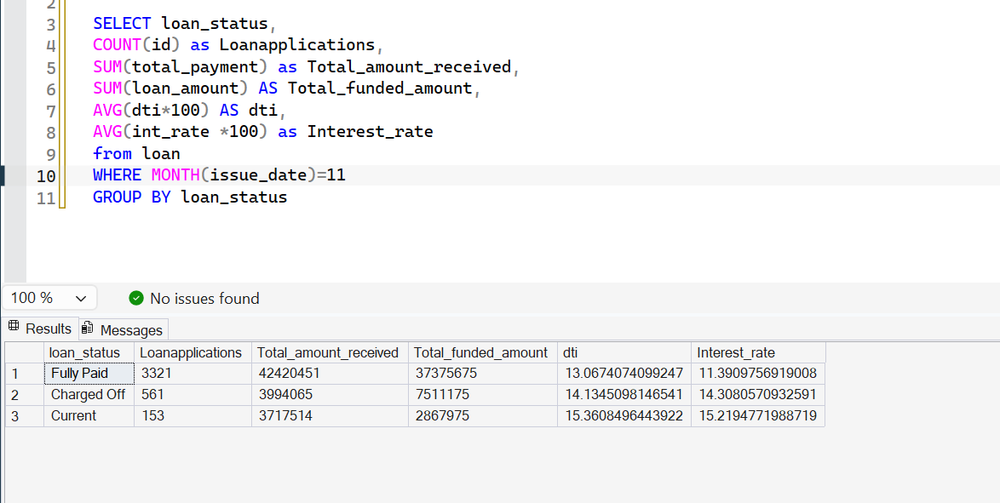 2
3 SELECT loan_status,
4 COUNT(id) as Loanapplications,
5 SUM(total_payment) as Total_amount_received,
6 SUM(loan_amount) AS Total_funded_amount,
7 AVG(dti*100) AS dti,
8 AVG(int_rate *100) as Interest_rate
9 from loan
10 WHERE MONTH(issue_date)=11
11 GROUP BY loan_status
100 % No issues found
Results Messages
loan_status Loanapplications Total_amount_received Total_funded_amount dti Interest_rate
1 Fully Paid 3321 42420451 37375675 13.0674074099247 11.3909756919008
2 Charged Off 561 3994065 7511175 14.1345098146541 14.3080570932591
3 Current 153 3717514 2867975 15.3608496443922 15.2194771988719